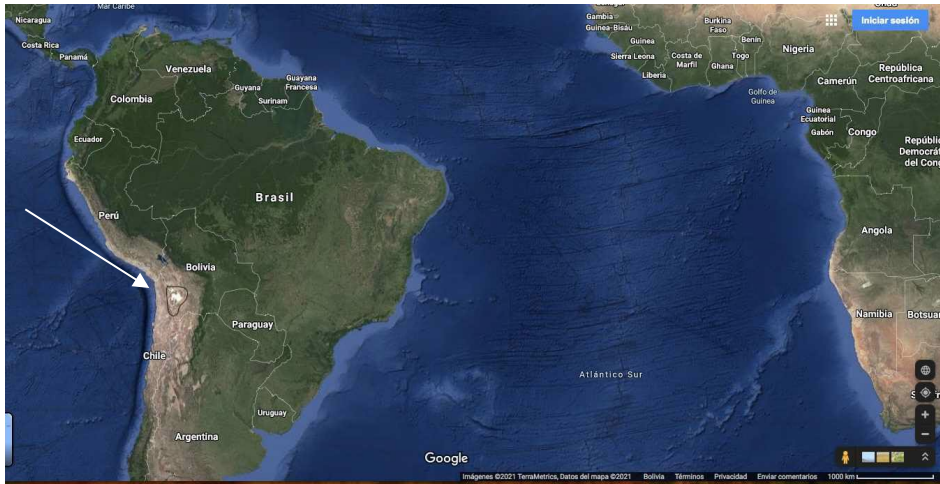 Mar Caribe
Nicaragua
Costa Rica
Panamá
Venezuela
Guyana
Guayana
Francesa
Surinam
Colombia
Ecuador
Perú
Brasil
Bolivia
Paraguay
Chile
Uruguay
Argentina
Atlántico Sur
Gambia
Guinea-Bisáu
Guinea
Sierra Leona
Liberia
Costa de
Marfil
Burkina
Faso
Ghana
Togo
Benín
Nigeria
Golfo de
Guinea
Camerún
República
Centroafricana
Guinea
Ecuatorial
Gabón
Congo
Repúbli
Democrát
del Con
Angola
Namibia
Botsua
Iniciar sesión
Google
Imágenes ©2021 TerraMetrics, Datos del mapa ©2021 Bolivia Términos Privacidad Enviar comentarios 1000 km